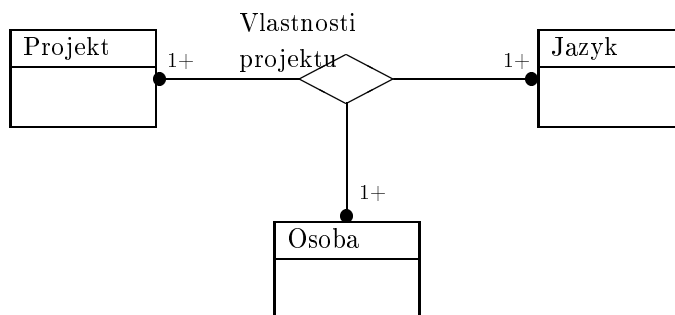 Vlastnosti
projektu
Projekt
1+
1+
Jazyk
1+
Osoba